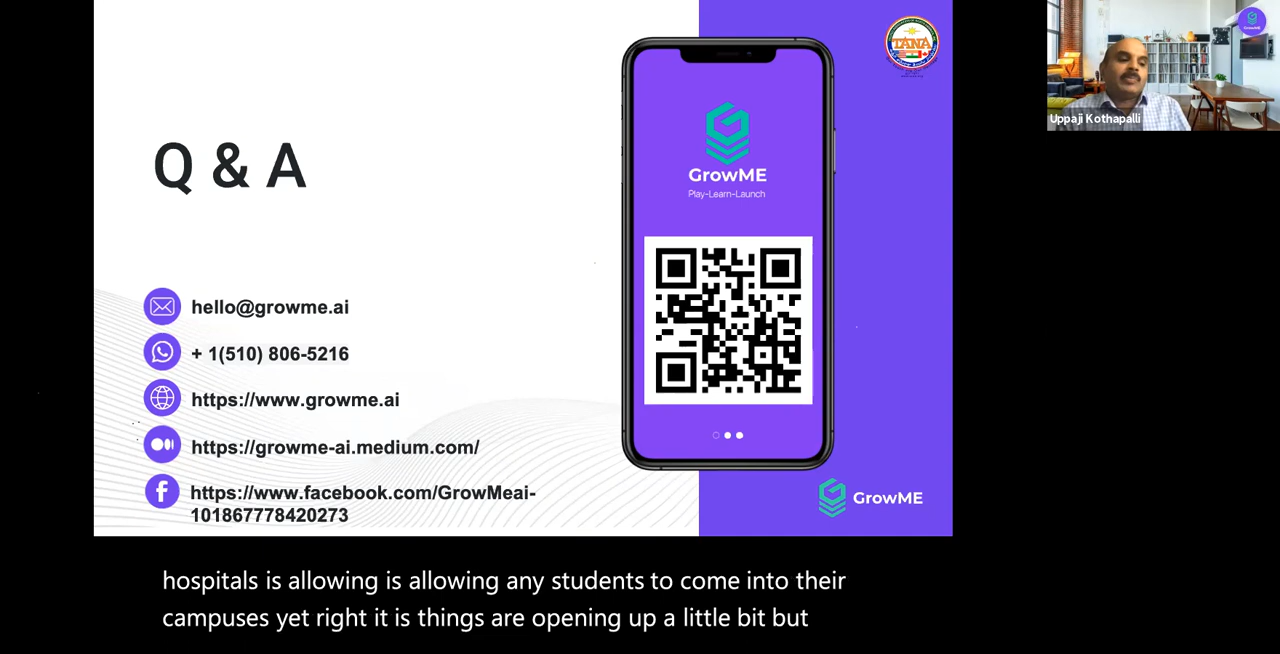 Q & A
hello@growme.ai
+ 1(510) 806-5216
https://www.growme.ai
https://growme-ai.medium.com/
https://www.facebook.com/GrowMeai-
101867778420273
GrowME
Play-Learn-Launch
TANA
GrowME
Uppaji Kothapalli
hospitals is allowing is allowing any students to come into their
campuses yet right it is things are opening up a little bit but